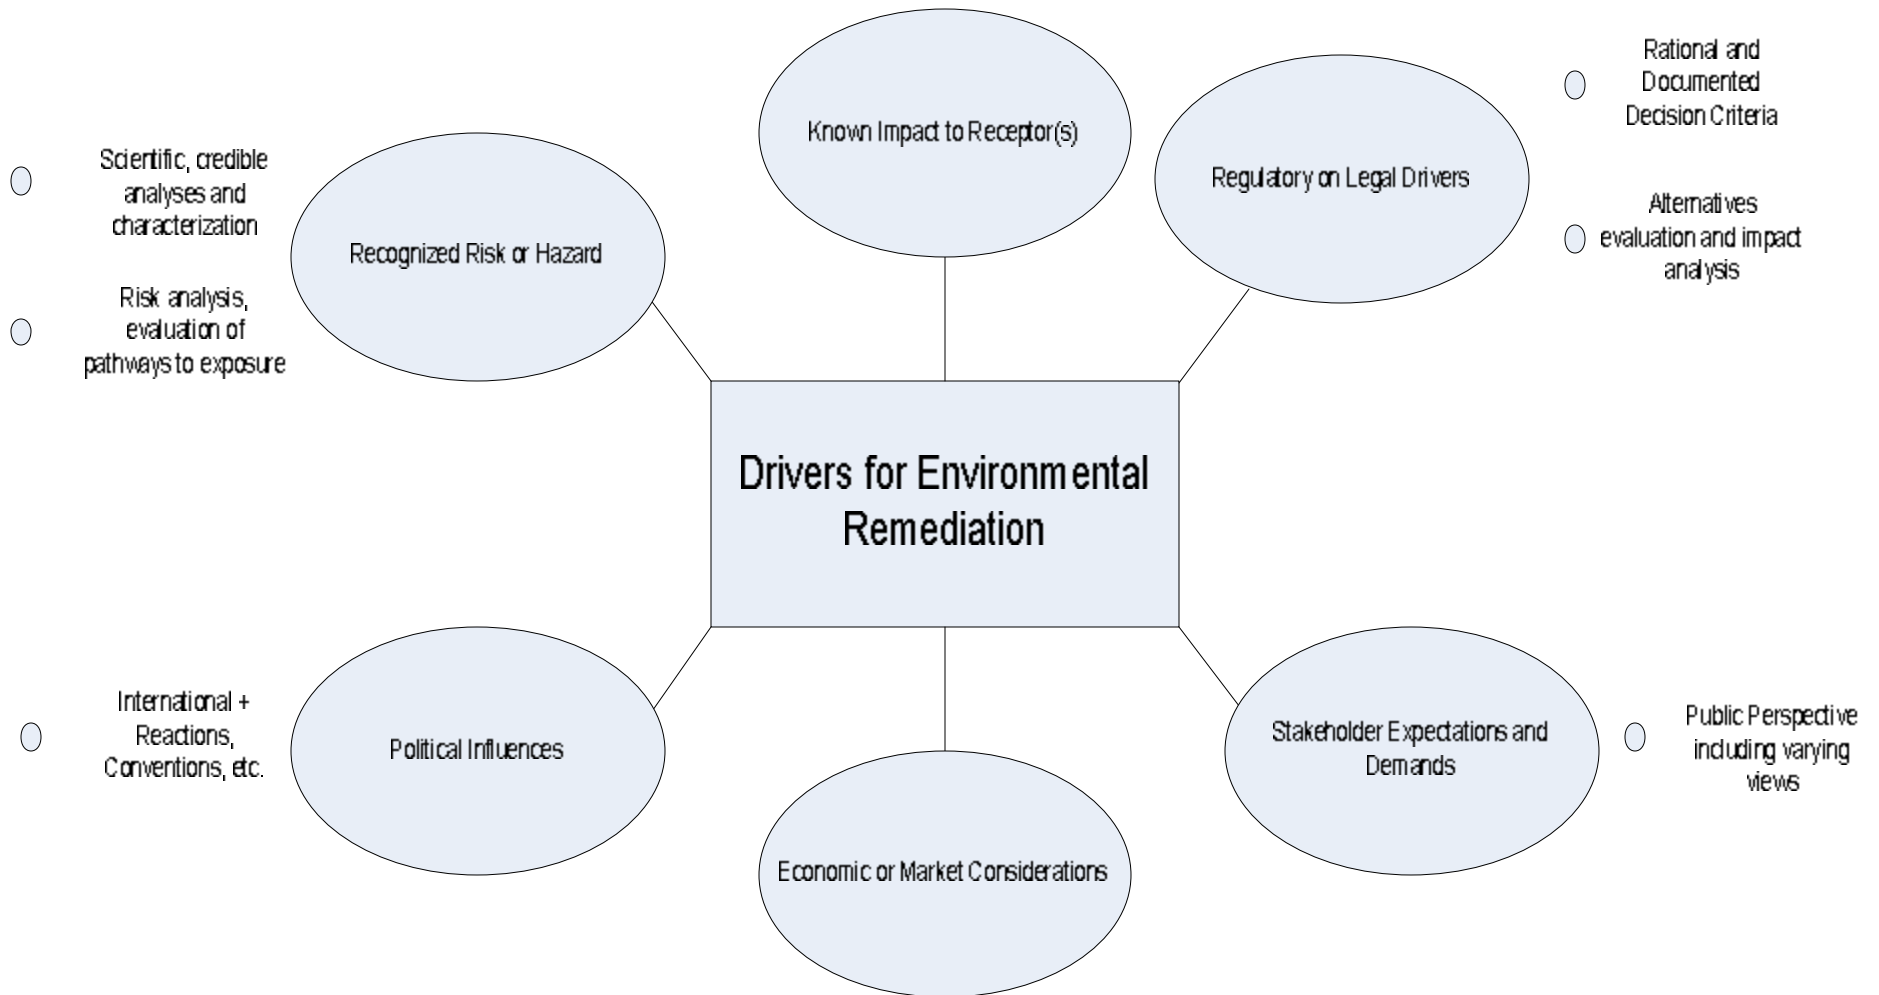 Known Impact to Receptor(s)
Rational and
Documented
Decision Criteria
Regulatory on Legal Drivers
Alternatives
evaluation and impact
analysis
Scientific, credible
analyses and
characterization
Recognized Risk or Hazard
Risk analysis,
evaluation of
pathways to exposure
Drivers for Environmental
Remediation
International +
Reactions,
Conventions, etc.
Political Influences
Economic or Market Considerations
Stakeholder Expectations and
Demands
Public Perspective
including varying
views